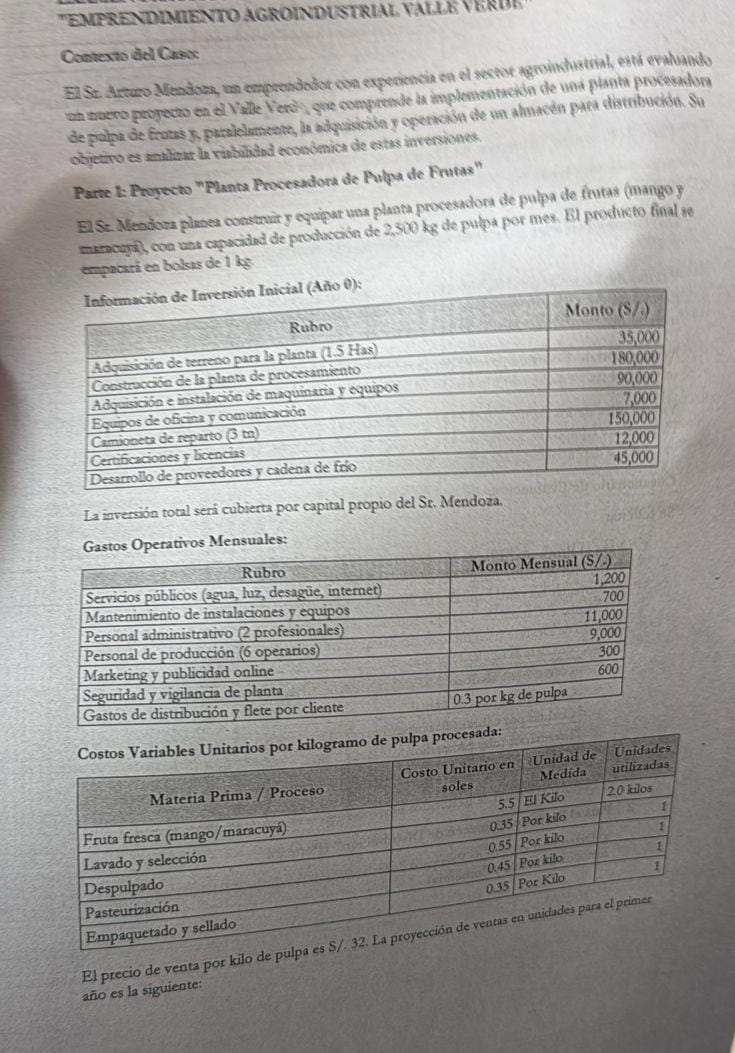 "EMPRENDIMIENTO AGROINDUSTRIAL VALLE VERDE"
Contexto del Caso:
El Sr. Arturo Mendoza, un emprendedor con experiencia en el sector agroindustrial, está evaluando
un nuevo proyecto en el Valle Verde, que comprende la implementación de una planta procesadora
de pulpa de frutas y, paralelamente, la adquisición y operación de un almacén para distribución. Su
objetivo es analizar la viabilidad económica de estas inversiones.
Parte 1: Proyecto "Planta Procesadora de Pulpa de Frutas"
El Sr. Mendoza planea construir y equipar una planta procesadora de pulpa de frutas (mango y
maracuyá), con una capacidad de producción de 2,500 kg de pulpa por mes. El producto final se
empacará en bolsas de 1 kg.
Información de Inversión Inicial (Año 0):
Rubro Monto (S/.)
Adquisición de terreno para la planta (1.5 Has) 35,000
Construcción de la planta de procesamiento 180,000
Adquisición e instalación de maquinaria y equipos 90,000
Equipos de oficina y comunicación 7,000
Camioneta de reparto (3 tn) 150,000
Certificaciones y licencias 12,000
Desarrollo de proveedores y cadena de frío 45,000
La inversión total será cubierta por capital propio del Sr. Mendoza.
Gastos Operativos Mensuales:
Rubro Monto Mensual (S/.)
Servicios públicos (agua, luz, desagüe, internet) 1,200
Mantenimiento de instalaciones y equipos 700
Personal administrativo (2 profesionales) 11,000
Personal de producción (6 operarios) 9,000
Marketing y publicidad online 300
Seguridad y vigilancia de planta 600
Gastos de distribución y flete por cliente 0.3 por kg de pulpa
Costos Variables Unitarios por kilogramo de pulpa procesada:
Materia Prima / Proceso Costo Unitario en soles Unidad de Medida Unidades utilizadas
Fruta fresca (mango/maracuyá) 5.5 El Kilo 2.0 kilos
Lavado y selección 0.35 Por kilo 1
Despulpado 0.55 Por kilo 1
Pasteurización 0.45 Por kilo 1
Empaquetado y sellado 0.35 Por Kilo 1
El precio de venta por kilo de pulpa es S/. 32. La proyección de ventas en unidades para el primer
año es la siguiente: